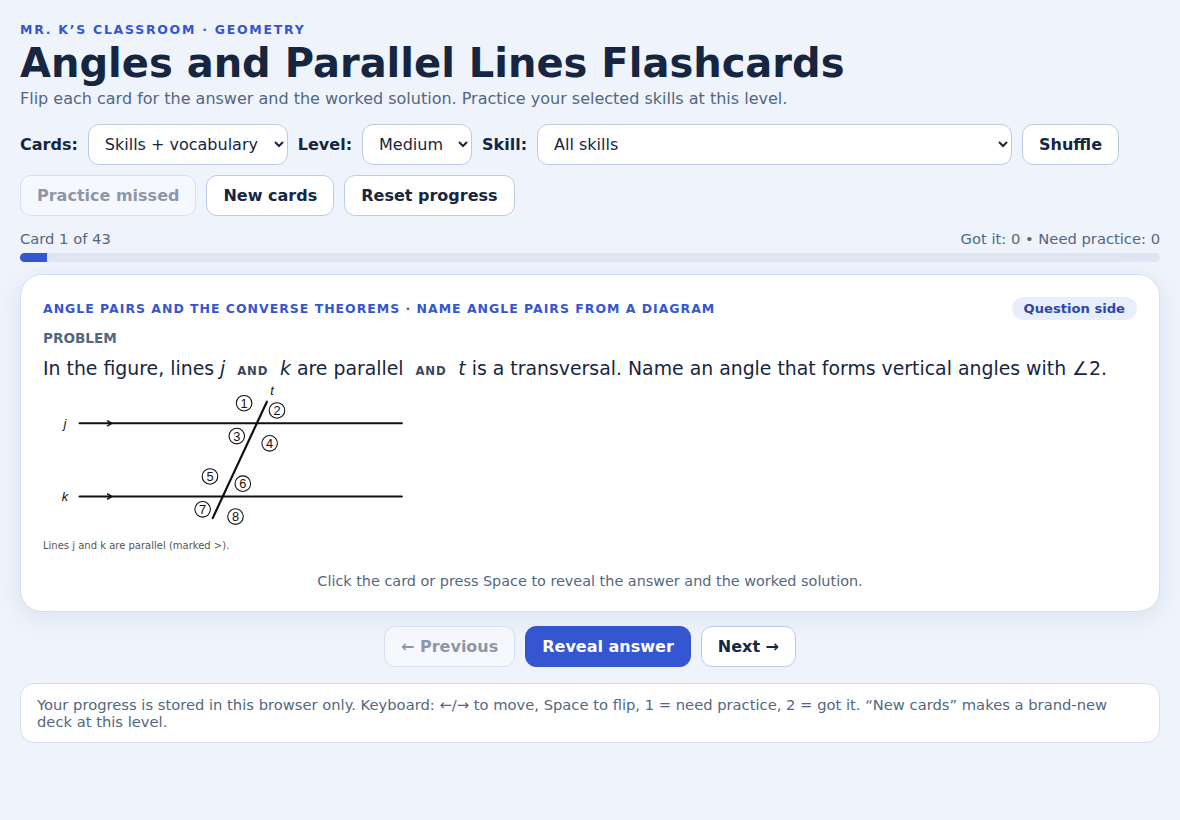 MR. K’S CLASSROOM · GEOMETRY
Angles and Parallel Lines Flashcards
Flip each card for the answer and the worked solution. Practice your selected skills at this level.
Cards: Skills + vocabulary Level: Medium Skill: All skills Shuffle
Practice missed New cards Reset progress
Card 1 of 43 Got it: 0 • Need practice: 0
ANGLE PAIRS AND THE CONVERSE THEOREMS · NAME ANGLE PAIRS FROM A DIAGRAM Question side
PROBLEM
In the figure, lines j AND k are parallel AND t is a transversal. Name an angle that forms vertical angles with ∠2.
t
1 2
j
3 4
5 6
k
7 8
Lines j and k are parallel (marked >).
Click the card or press Space to reveal the answer and the worked solution.
← Previous Reveal answer Next →
Your progress is stored in this browser only. Keyboard: ←/→ to move, Space to flip, 1 = need practice, 2 = got it. “New cards” makes a brand-new
deck at this level.